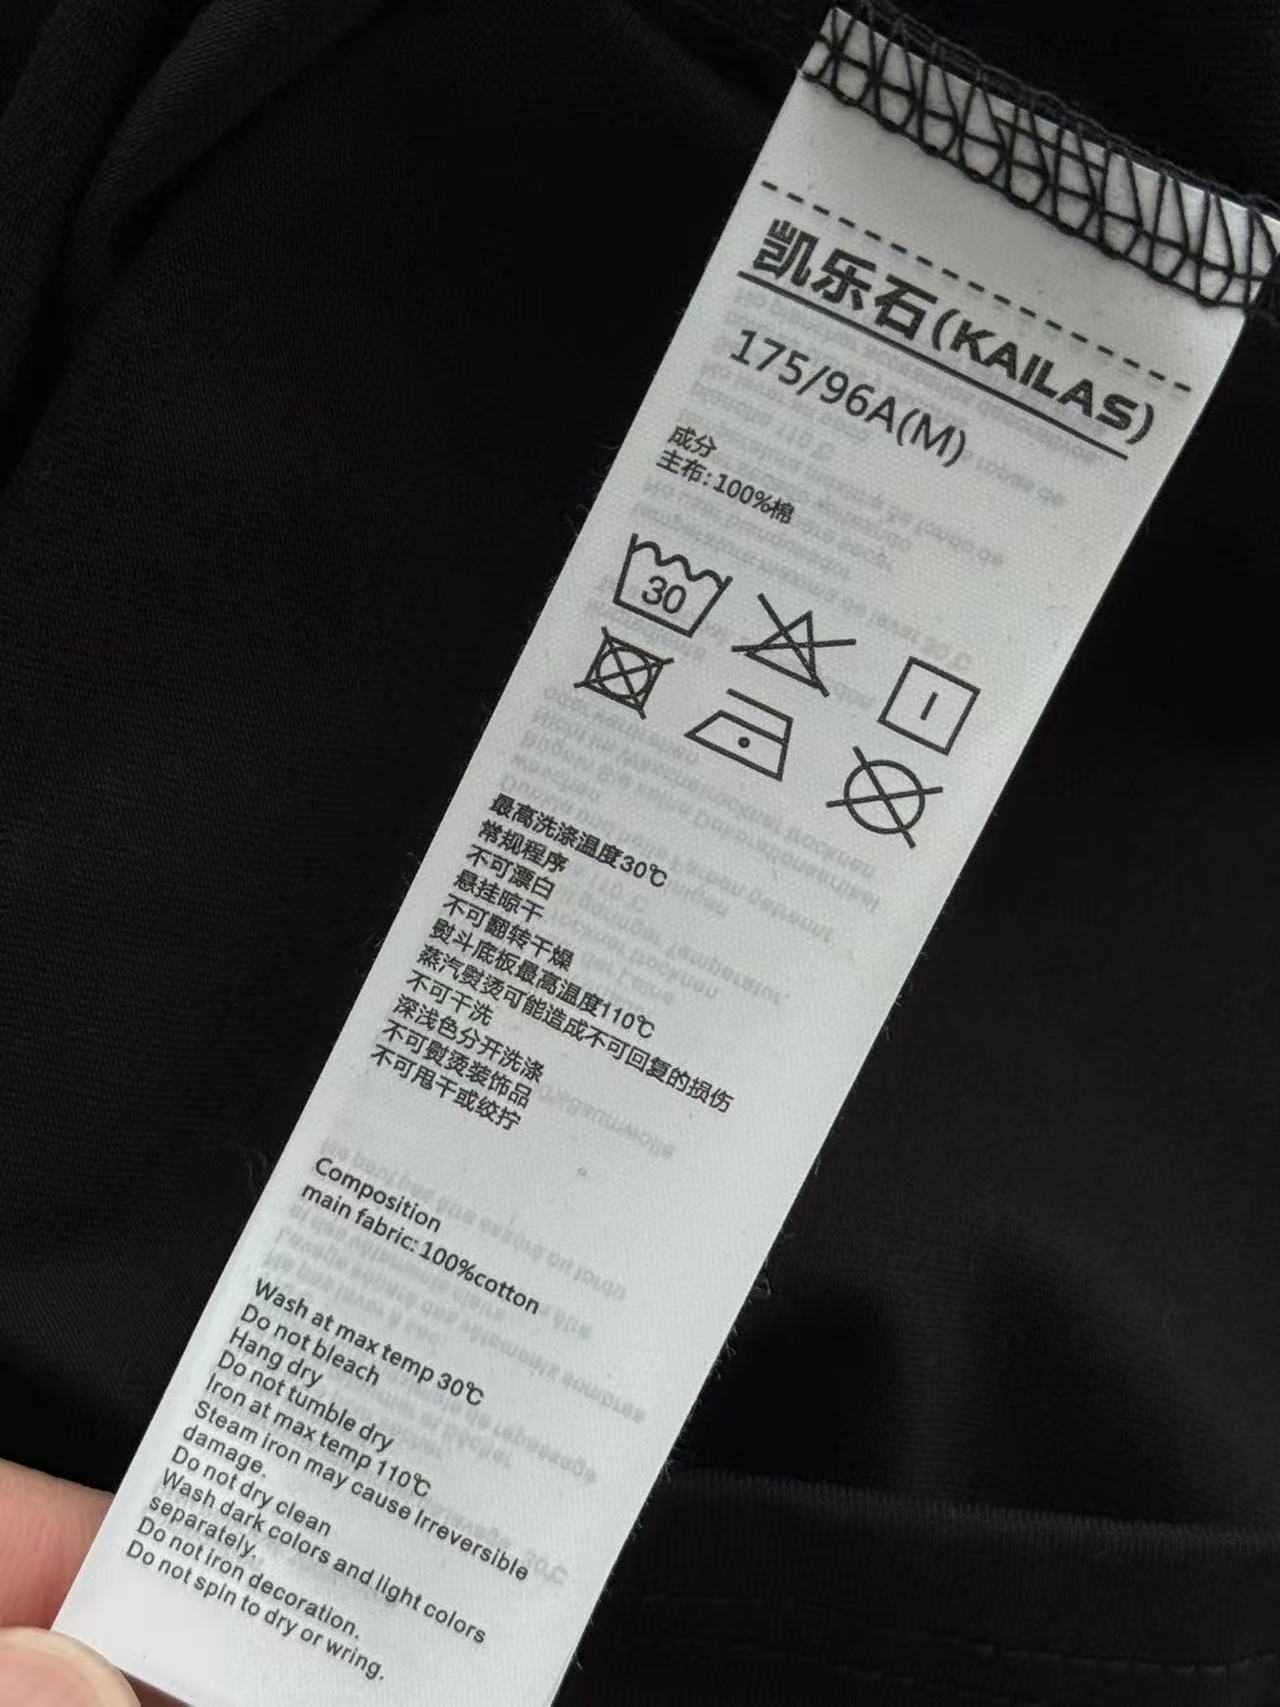 凯乐石(KAILAS)
175/96A(M)
成分
主布:100%棉
30
最高洗涤温度30℃
常规程序
不可漂白
悬挂晾干
不可翻转干燥
熨斗底板最高温度110℃
蒸汽熨烫可能造成不可回复的损伤
不可干洗
深浅色分开洗涤
不可熨烫装饰品
不可甩干或绞拧
Composition
main fabric:100%cotton
Wash at max temp 30℃
Do not bleach
Hang dry
Do not tumble dry
Iron at max temp 110℃
Steam iron may cause Irreversible
damage.
Do not dry clean
Wash dark colors and light colors
separately.
Do not iron decoration.
Do not spin to dry or wring.